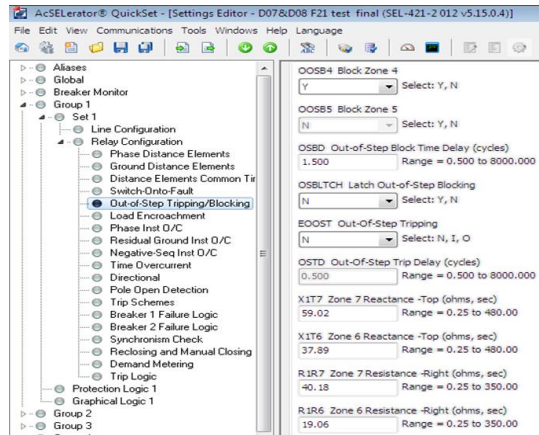 AcSELerator® QuickSet - [Settings Editor - D07&D08 F21 test final (SEL-421-2 012 v5.15.0.4)]
File Edit View Communications Tools Windows Help Language
Aliases
Global
Breaker Monitor
Group 1
Set 1
Line Configuration
Relay Configuration
Phase Distance Elements
Ground Distance Elements
Distance Elements Common Tir
Switch-Onto-Fault
Out-of-Step Tripping/Blocking
Load Encroachment
Phase Inst O/C
Residual Ground Inst O/C
Negative-Seq Inst O/C
Time Overcurrent
Directional
Pole Open Detection
Trip Schemes
Breaker 1 Failure Logic
Breaker 2 Failure Logic
Synchronism Check
Reclosing and Manual Closing
Demand Metering
Trip Logic
Protection Logic 1
Graphical Logic 1
Group 2
Group 3
OOSB4 Block Zone 4
Y Select: Y, N
OOSB5 Block Zone 5
N Select: Y, N
OSBD Out-of-Step Block Time Delay (cycles)
1.500 Range = 0.500 to 8000.000
OSBLTCH Latch Out-of-Step Blocking
N Select: Y, N
EOOST Out-Of-Step Tripping
N Select: N, I, O
OSTD Out-Of-Step Trip Delay (cycles)
0.500 Range = 0.500 to 8000.000
X1T7 Zone 7 Reactance -Top (ohms, sec)
59.02 Range = 0.25 to 480.00
X1T6 Zone 6 Reactance -Top (ohms, sec)
37.89 Range = 0.25 to 480.00
R1R7 Zone 7 Resistance -Right (ohms, sec)
40.18 Range = 0.25 to 350.00
R1R6 Zone 6 Resistance -Right (ohms, sec)
19.06 Range = 0.25 to 350.00